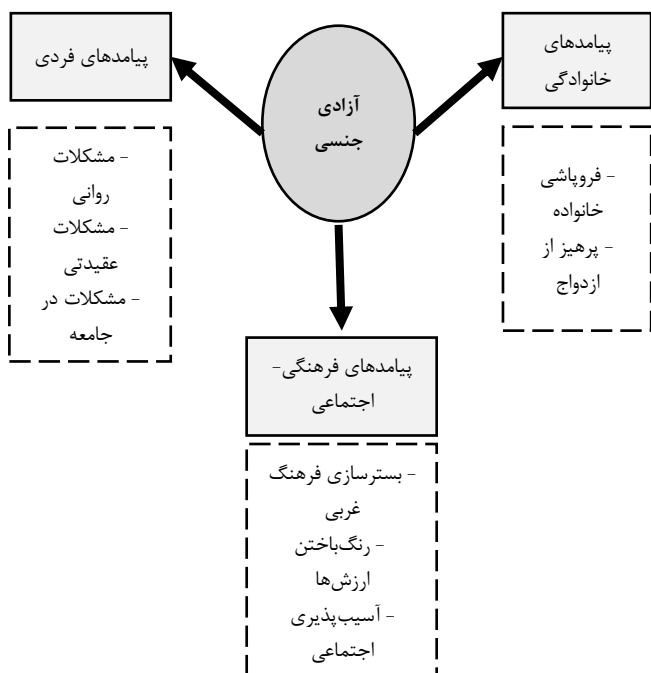 آزادی
جنسی
پیامدهای
خانوادگی
- فروپاشی
خانواده
- پرهیز از
ازدواج
پیامدهای فردی
- مشکلات
روانی
- مشکلات
عقیدتی
- مشکلات در
جامعه
پیامدهای فرهنگی-
اجتماعی
- بسترسازی فرهنگ
غربی
- رنگ‌باختن
ارزش‌ها
- آسیب‌پذیری
اجتماعی